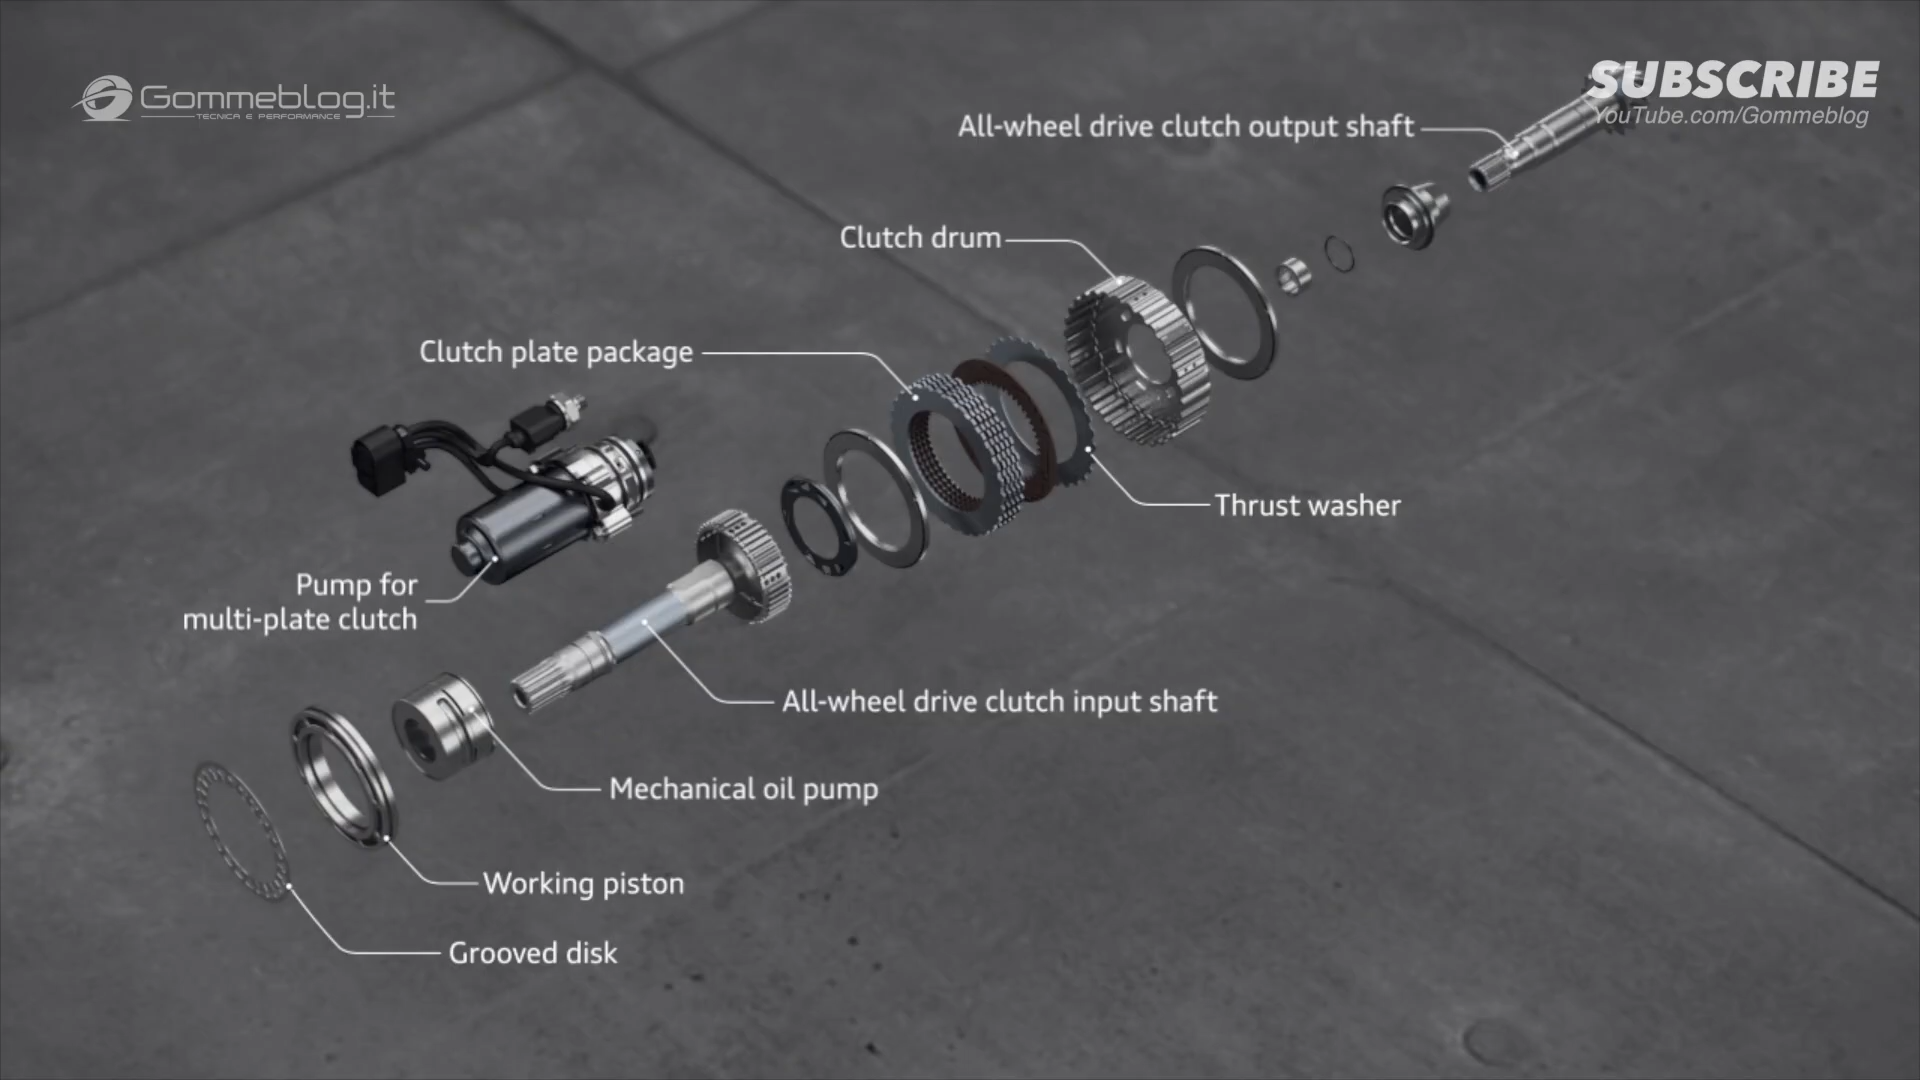 Gommeblog.it
TECNICA E PERFORMANCE
SUBSCRIBE
YouTube.com/Gommeblog
All-wheel drive clutch output shaft
Clutch drum
Clutch plate package
Thrust washer
Pump for
multi-plate clutch
All-wheel drive clutch input shaft
Mechanical oil pump
Working piston
Grooved disk